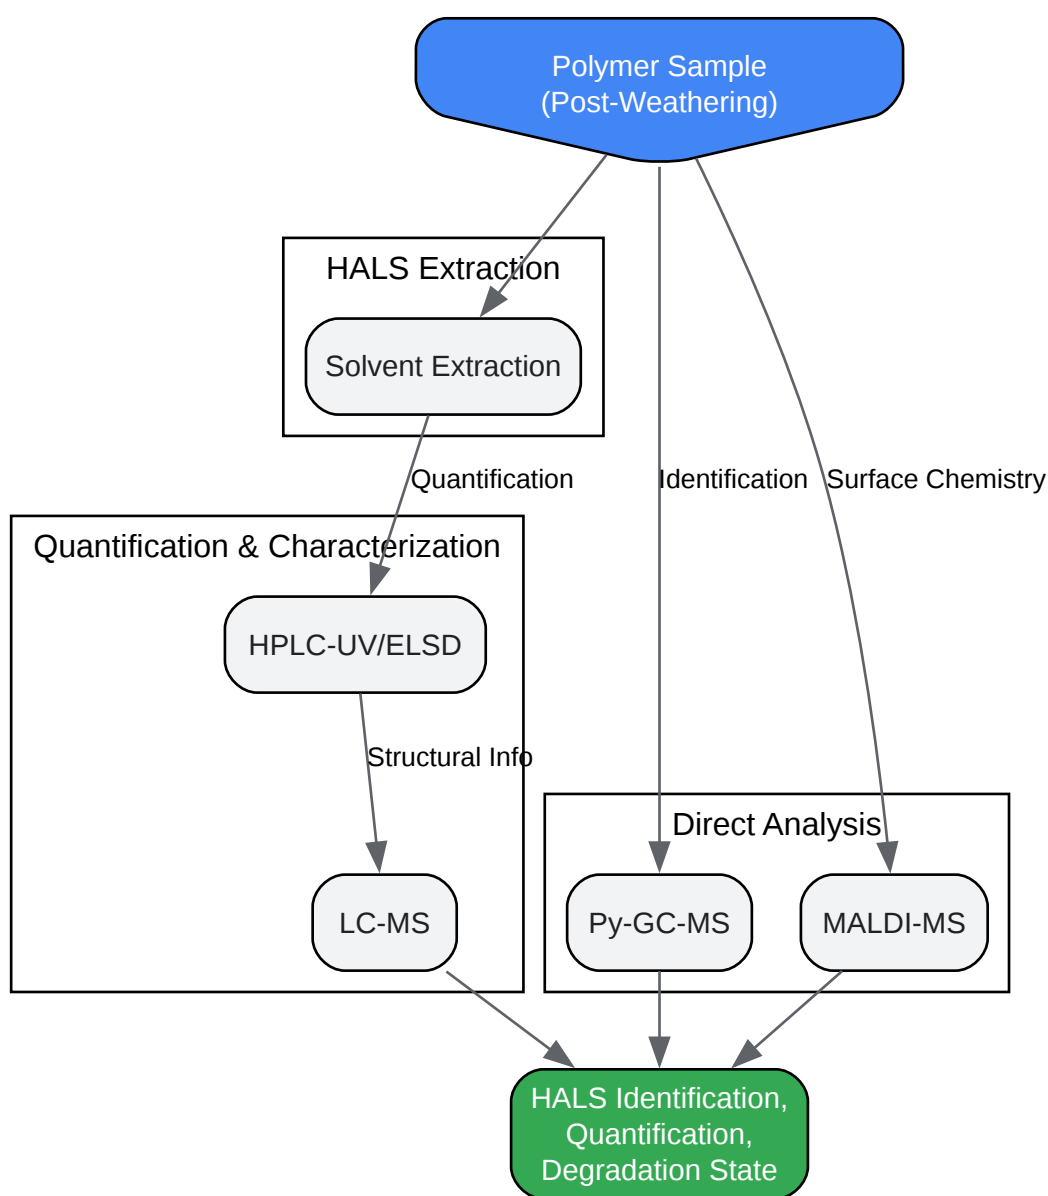 Polymer Sample
(Post-Weathering)
HALS Extraction
Solvent Extraction
Quantification
Identification
Surface Chemistry
Quantification & Characterization
HPLC-UV/ELSD
Structural Info
Direct Analysis
LC-MS
Py-GC-MS
MALDI-MS
HALS Identification,
Quantification,
Degradation State